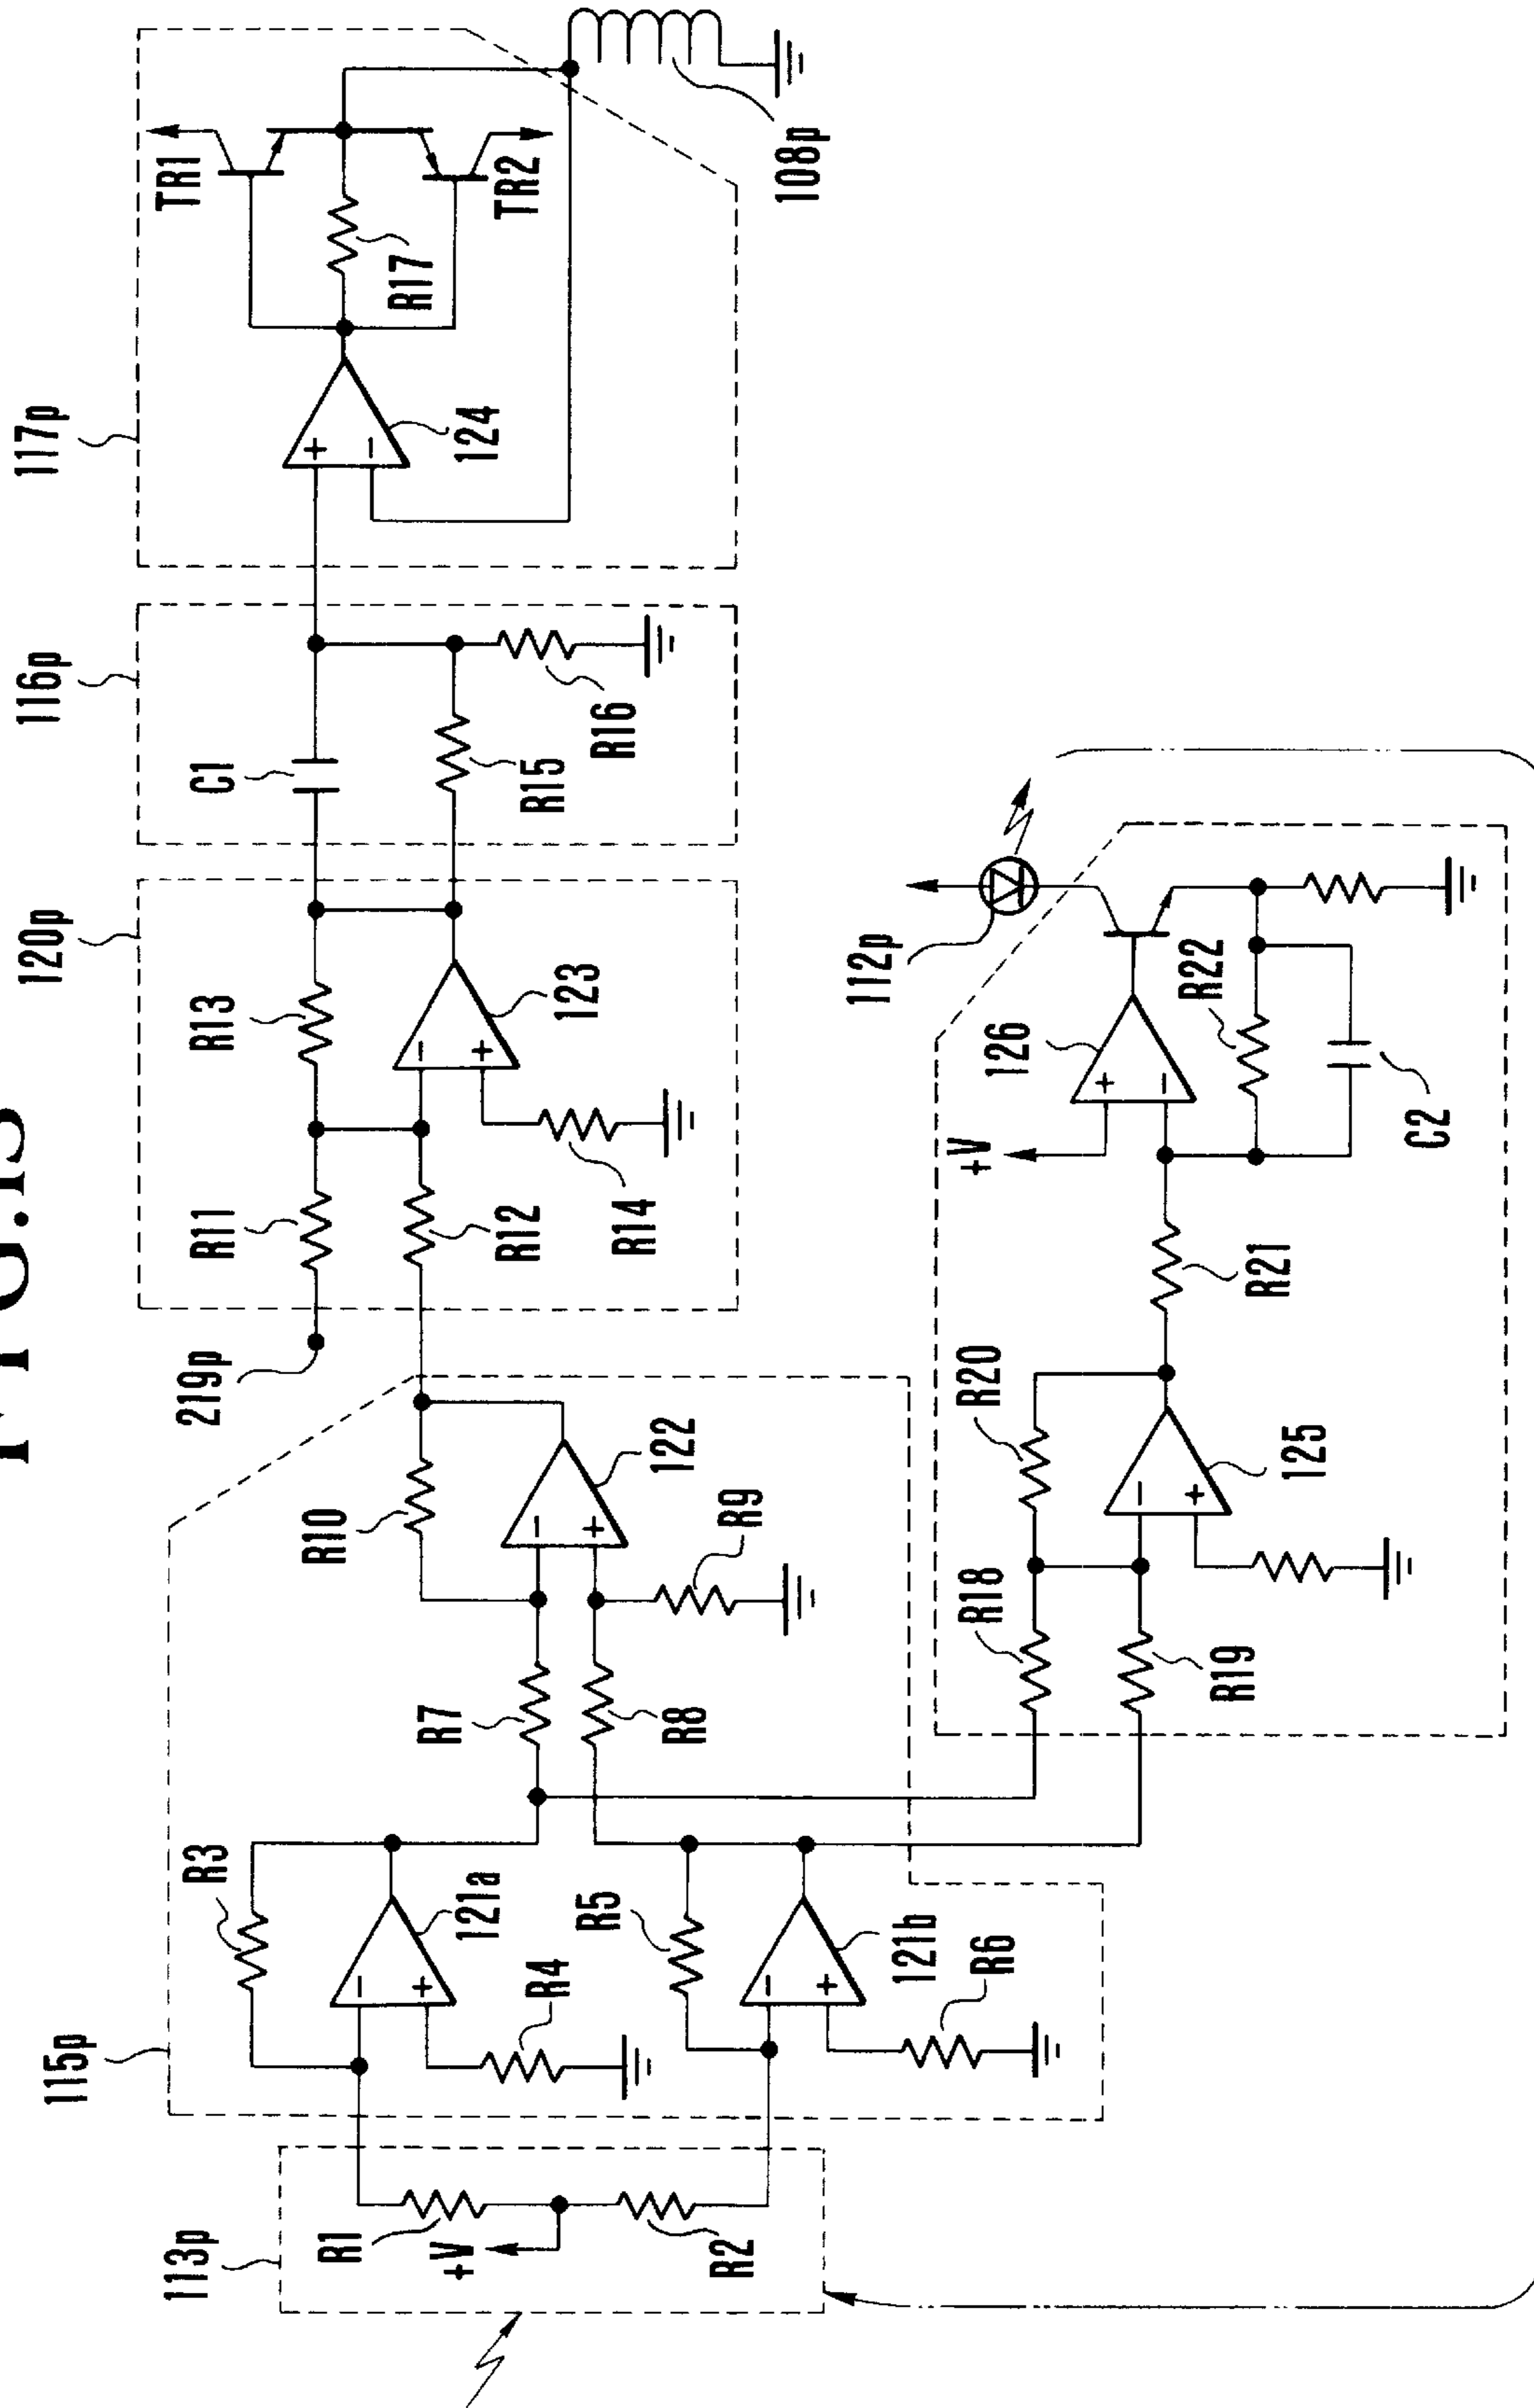 117p
TR1
TR2
R17
124
108p
116p
C1
R15
R16
120p
R13
123
R11
R12
R14
219p
112p
126
+V
R22
C2
R21
R20
125
R18
R19
122
R10
R9
R7
R8
R3
121a
R4
R5
121b
R6
115p
113p
R1
+V
R2
+
−
−
+
+
−
−
+
−
+
−
+
−
+